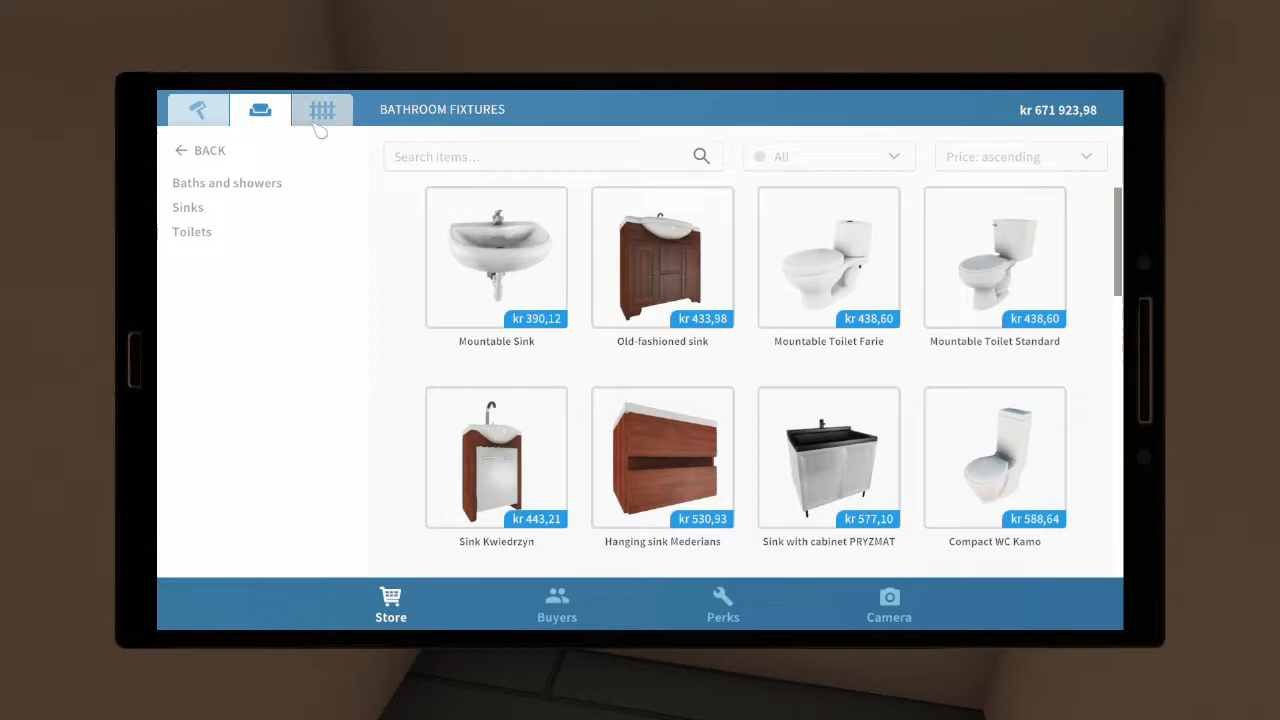 BATHROOM FIXTURES
kr 671 923,98
BACK
Baths and showers
Sinks
Toilets
Search items...
All
Price: ascending
kr 390,12
kr 433,98
kr 438,60
kr 438,60
Mountable Sink
Old-fashioned sink
Mountable Toilet Farie
Mountable Toilet Standard
kr 443,21
kr 530,93
kr 577,10
kr 588,64
Sink Kwiedrzyn
Hanging sink Mederians
Sink with cabinet PRYZMAT
Compact WC Kamo
Store
Buyers
Perks
Camera